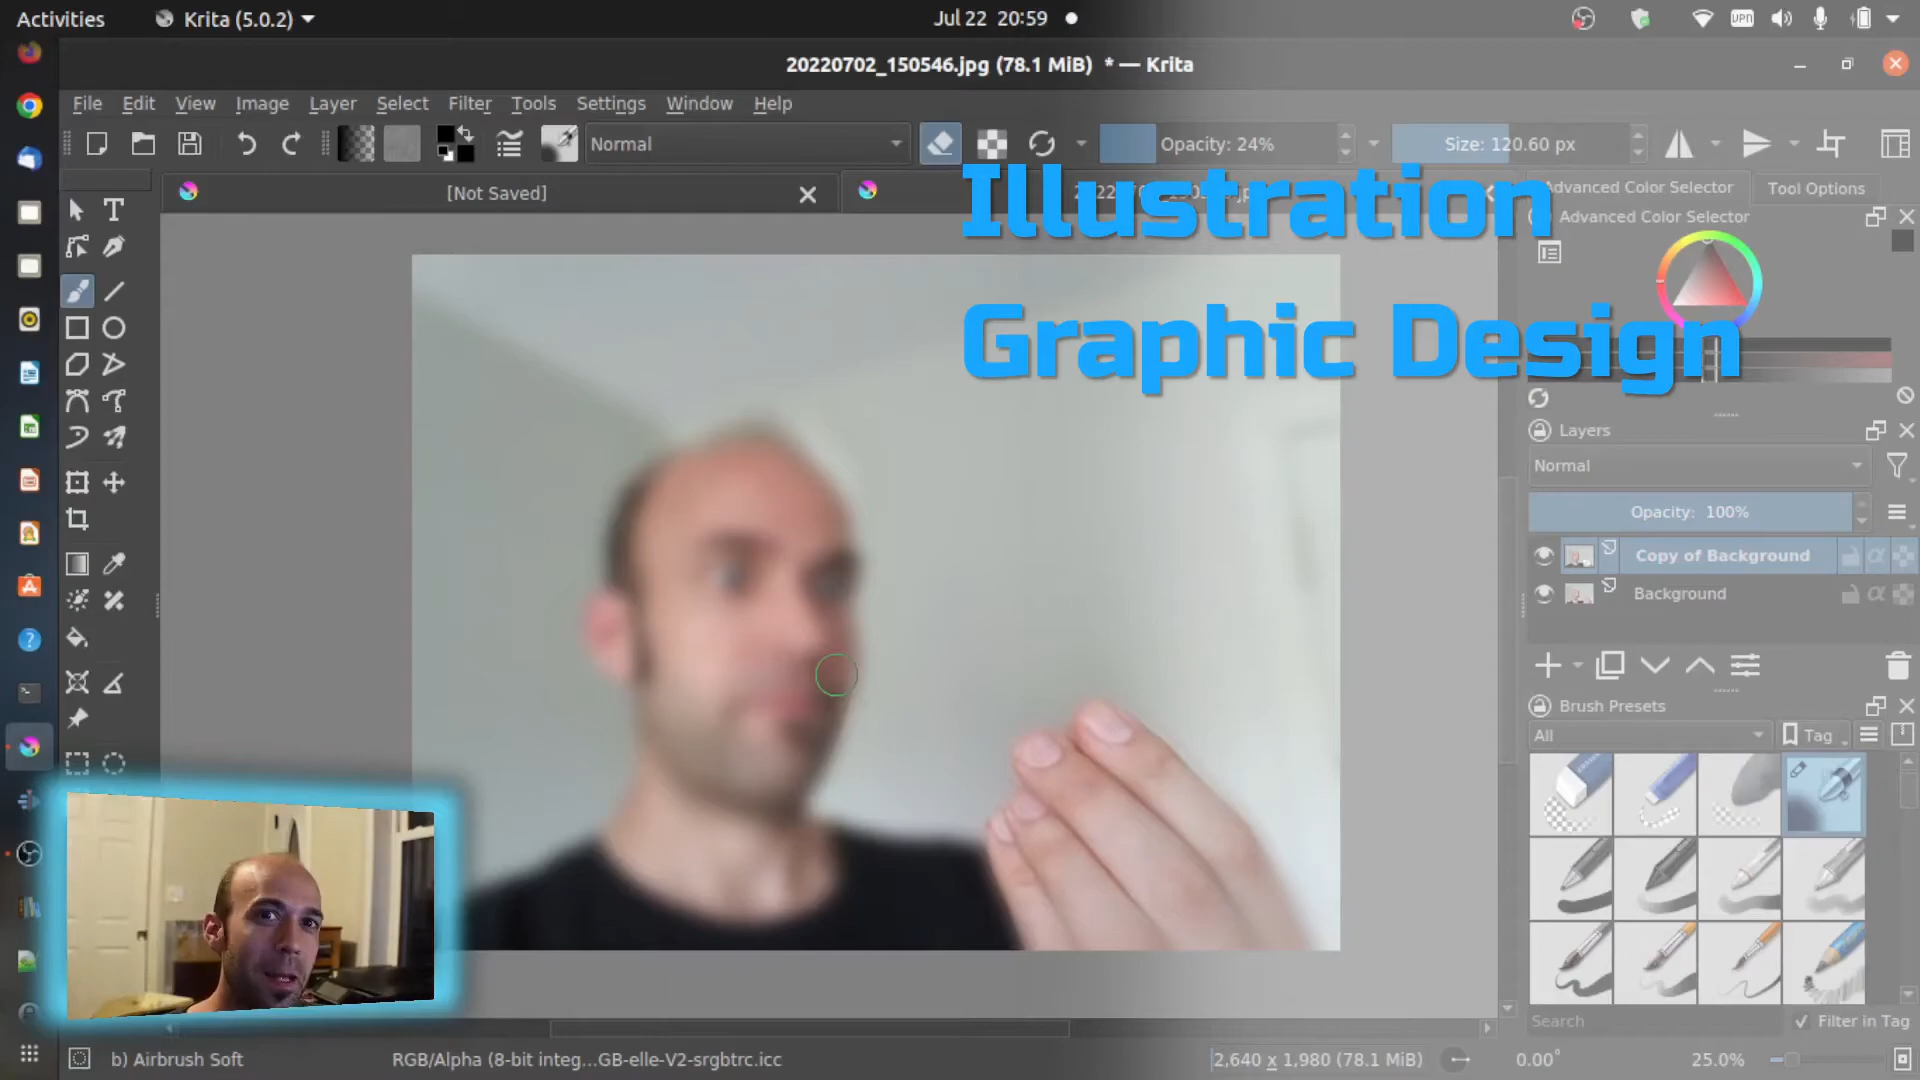 Activities
Krita (5.0.2)
Jul 22 20:59
VPN
20220702_150546.jpg (78.1 MiB) * — Krita
File Edit View Image Layer Select Filter Tools Settings Window Help
Normal
Opacity: 24%
Size: 120.60 px
[Not Saved]
Illustration
Graphic Design
Advanced Color Selector
Tool Options
Advanced Color Selector
Layers
Normal
Opacity: 100%
Copy of Background
Background
Brush Presets
All
Tag
Search
Filter in Tag
b) Airbrush Soft
RGB/Alpha (8-bit integ...GB-elle-V2-srgbtrc.icc
2,640 x 1,980 (78.1 MiB)
0.00°
25.0%